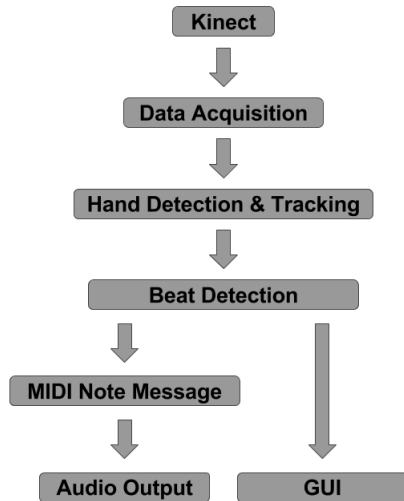 Kinect
Data Acquisition
Hand Detection & Tracking
Beat Detection
MIDI Note Message
Audio Output
GUI